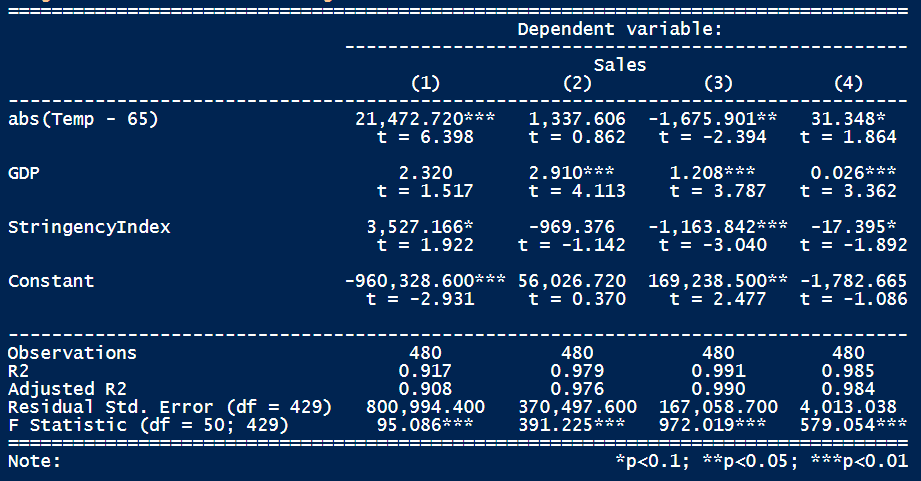 Dependent variable:
Sales
(1) (2) (3) (4)
abs(Temp - 65) 21,472.720*** 1,337.606 -1,675.901** 31.348*
t = 6.398 t = 0.862 t = -2.394 t = 1.864
GDP 2.320 2.910*** 1.208*** 0.026***
t = 1.517 t = 4.113 t = 3.787 t = 3.362
StringencyIndex 3,527.166* -969.376 -1,163.842*** -17.395*
t = 1.922 t = -1.142 t = -3.040 t = -1.892
Constant -960,328.600*** 56,026.720 169,238.500** -1,782.665
t = -2.931 t = 0.370 t = 2.477 t = -1.086
Observations 480 480 480 480
R2 0.917 0.979 0.991 0.985
Adjusted R2 0.908 0.976 0.990 0.984
Residual Std. Error (df = 429) 800,994.400 370,497.600 167,058.700 4,013.038
F Statistic (df = 50; 429) 95.086*** 391.225*** 972.019*** 579.054***
Note: *p<0.1; **p<0.05; ***p<0.01